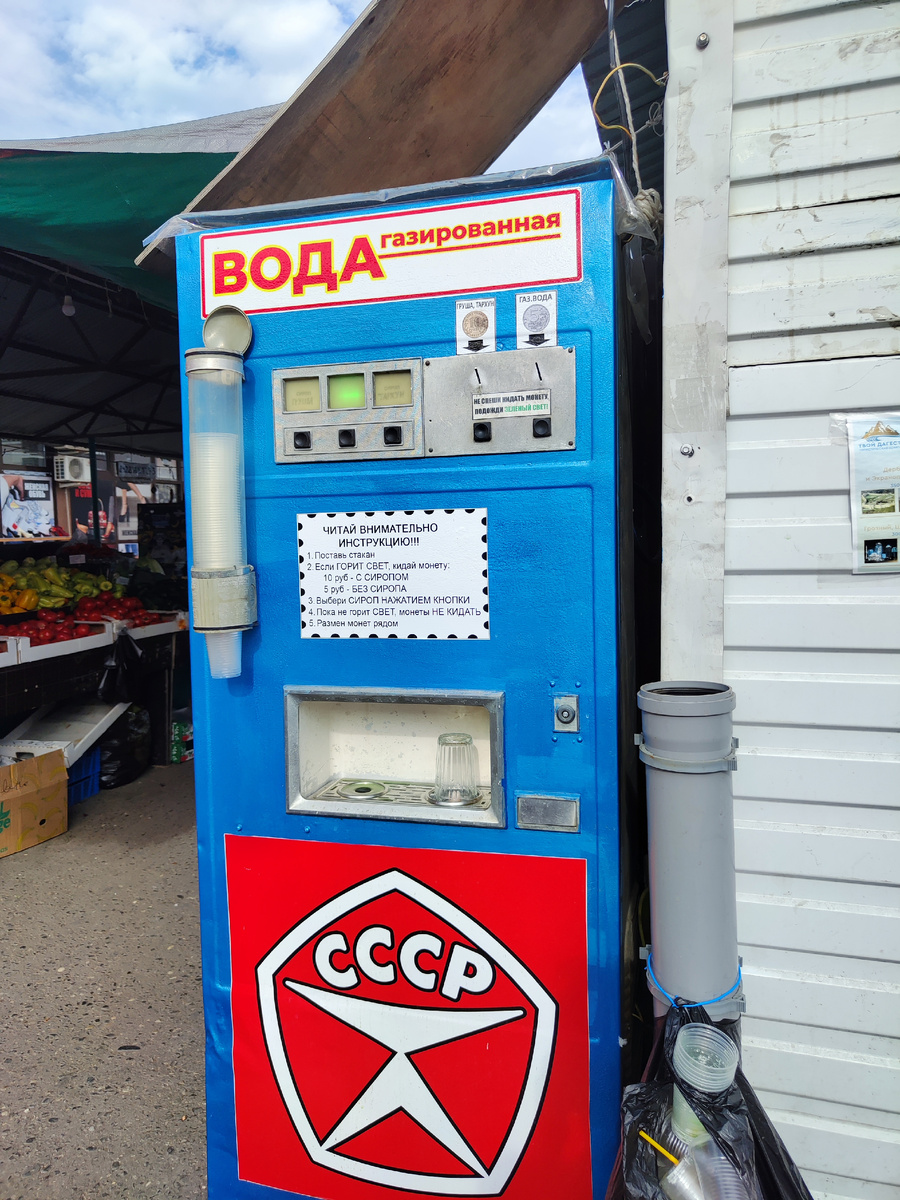 ВОДА газированная
ГРУША, ТАРХУН
ГАЗ.ВОДА
НЕ СПЕШИ КИДАТЬ МОНЕТУ,
ПОДОЖДИ ЗЕЛЕНЫЙ СВЕТ!
ЧИТАЙ ВНИМАТЕЛЬНО
ИНСТРУКЦИЮ!!!
1. Поставь стакан
2. Если ГОРИТ СВЕТ, кидай монету:
10 руб - С СИРОПОМ
5 руб - БЕЗ СИРОПА
3. Выбери СИРОП НАЖАТИЕМ КНОПКИ
4. Пока не горит СВЕТ, монеты НЕ КИДАТЬ
5. Размен монет рядом
СССР
ЖЕНСКАЯ
ОБУВЬ